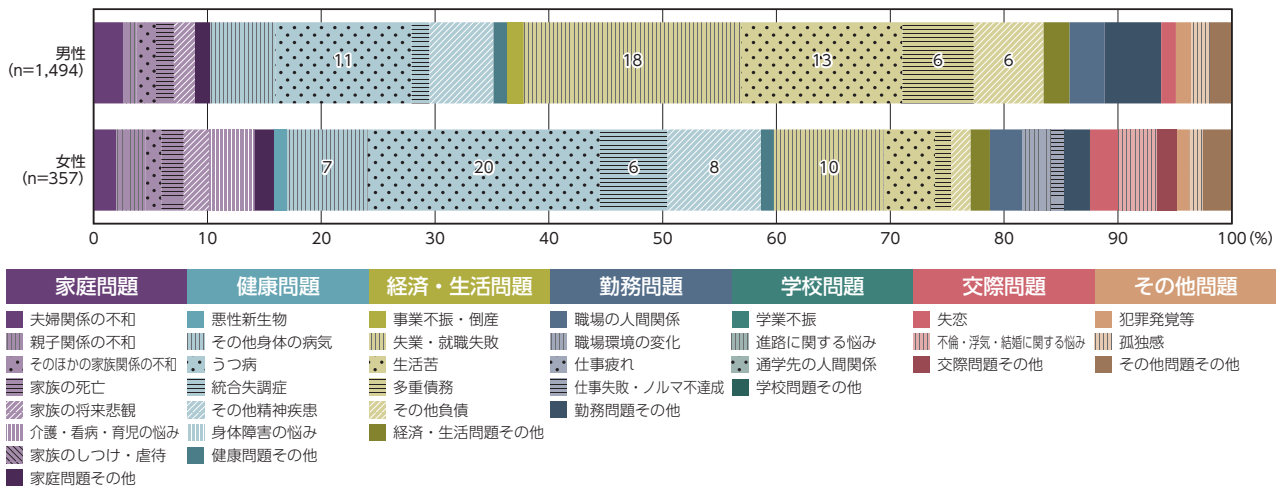 男性
(n=1,494)
11
18
13
6
6
女性
(n=357)
7
20
6
8
10
0 10 20 30 40 50 60 70 80 90 100 (%)
家庭問題 健康問題 経済・生活問題 勤務問題 学校問題 交際問題 その他問題
夫婦関係の不和 悪性新生物 事業不振・倒産 職場の人間関係 学業不振 失恋 犯罪発覚等
親子関係の不和 その他身体の病気 失業・就職失敗 職場環境の変化 進路に関する悩み 不倫・浮気・結婚に関する悩み 孤独感
そのほかの家族関係の不和 うつ病 生活苦 仕事疲れ 通学先の人間関係 交際問題その他 その他問題その他
家族の死亡 統合失調症 多重債務 仕事失敗・ノルマ不達成 学校問題その他
家族の将来悲観 その他精神疾患 その他負債 勤務問題その他
介護・看病・育児の悩み 身体障害の悩み 経済・生活問題その他
家族のしつけ・虐待 健康問題その他
家庭問題その他